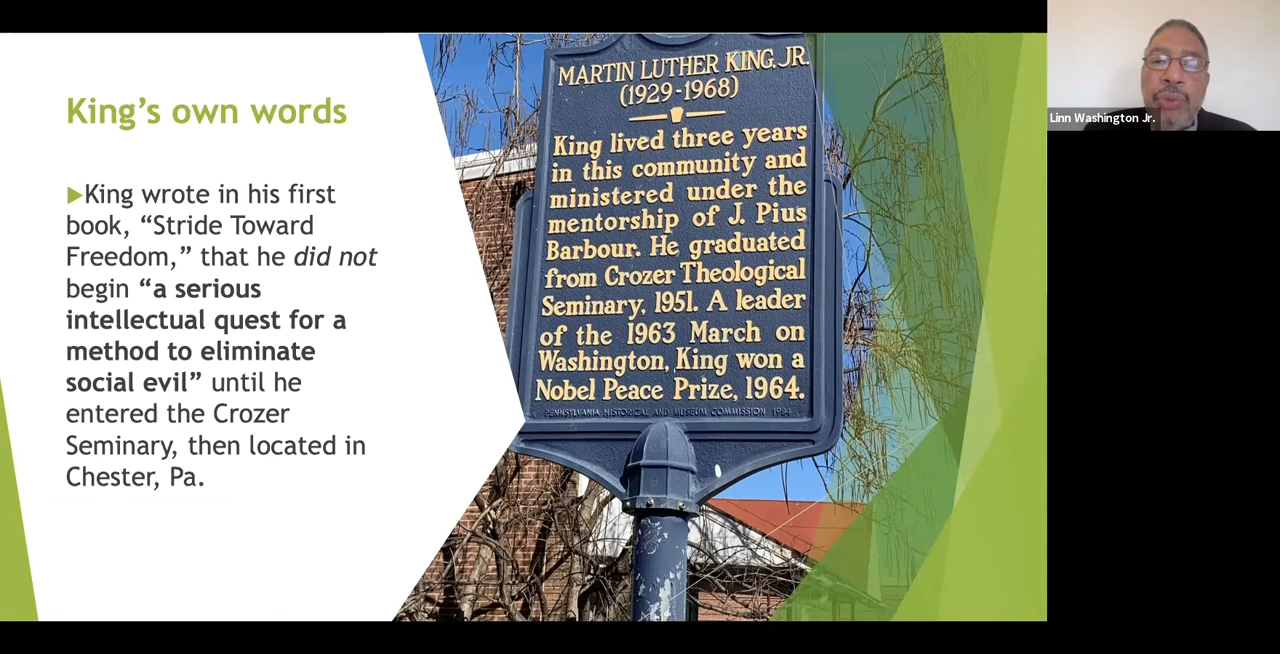 King's own words
King wrote in his first
book, “Stride Toward
Freedom,” that he did not
begin “a serious
intellectual quest for a
method to eliminate
social evil” until he
entered the Crozer
Seminary, then located in
Chester, Pa.
MARTIN LUTHER KING, JR.
(1929-1968)
King lived three years
in this community and
ministered under the
mentorship of J. Pius
Barbour. He graduated
from Crozer Theological
Seminary, 1951. A leader
of the 1963 March on
Washington, King won a
Nobel Peace Prize, 1964.
PENNSYLVANIA HISTORICAL AND MUSEUM COMMISSION 1984
Linn Washington Jr.